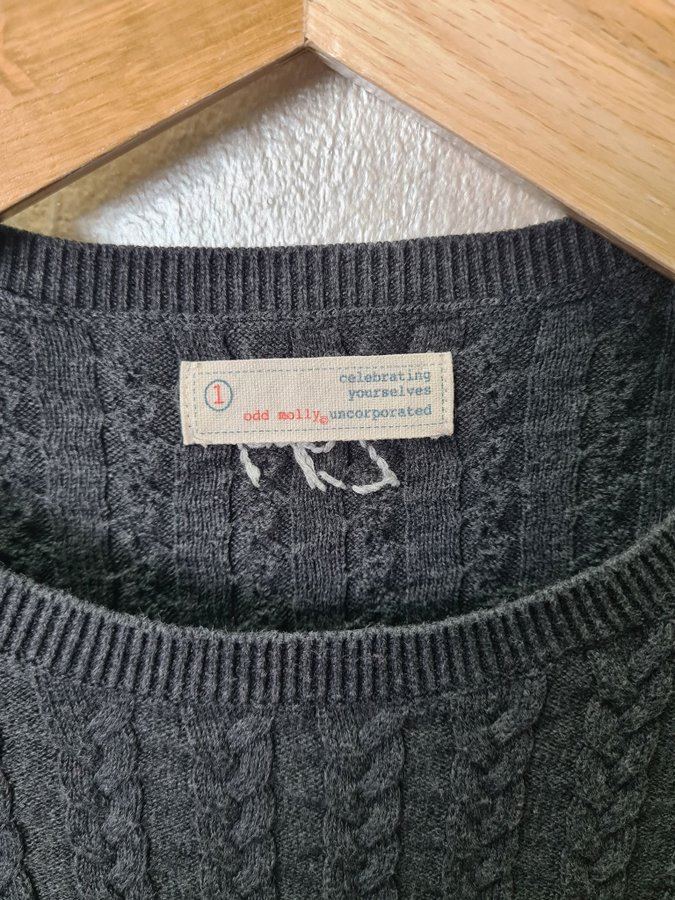 1
celebrating
yourselves
odd molly© uncorporated